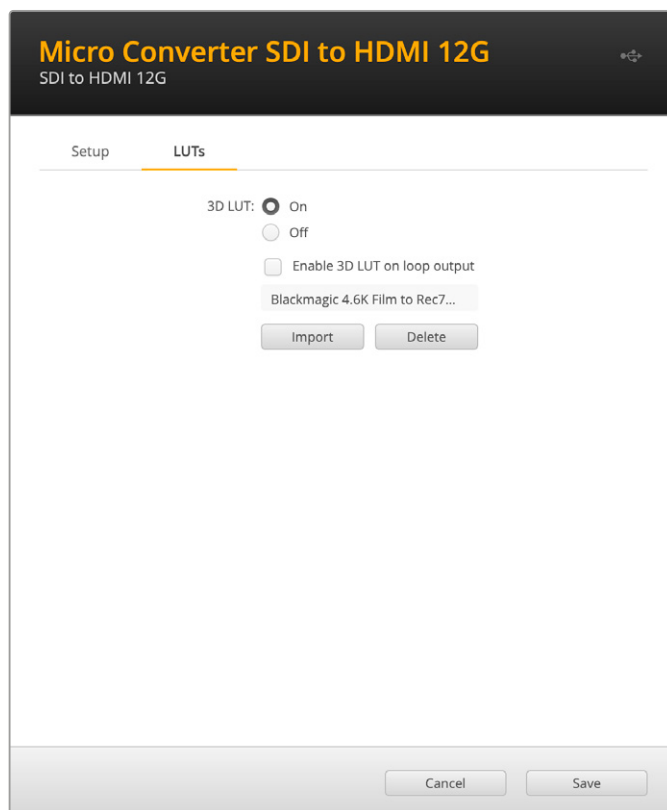 Micro Converter SDI to HDMI 12G
SDI to HDMI 12G
Setup LUTs
3D LUT: On
Off
Enable 3D LUT on loop output
Blackmagic 4.6K Film to Rec7...
Import Delete
Cancel Save